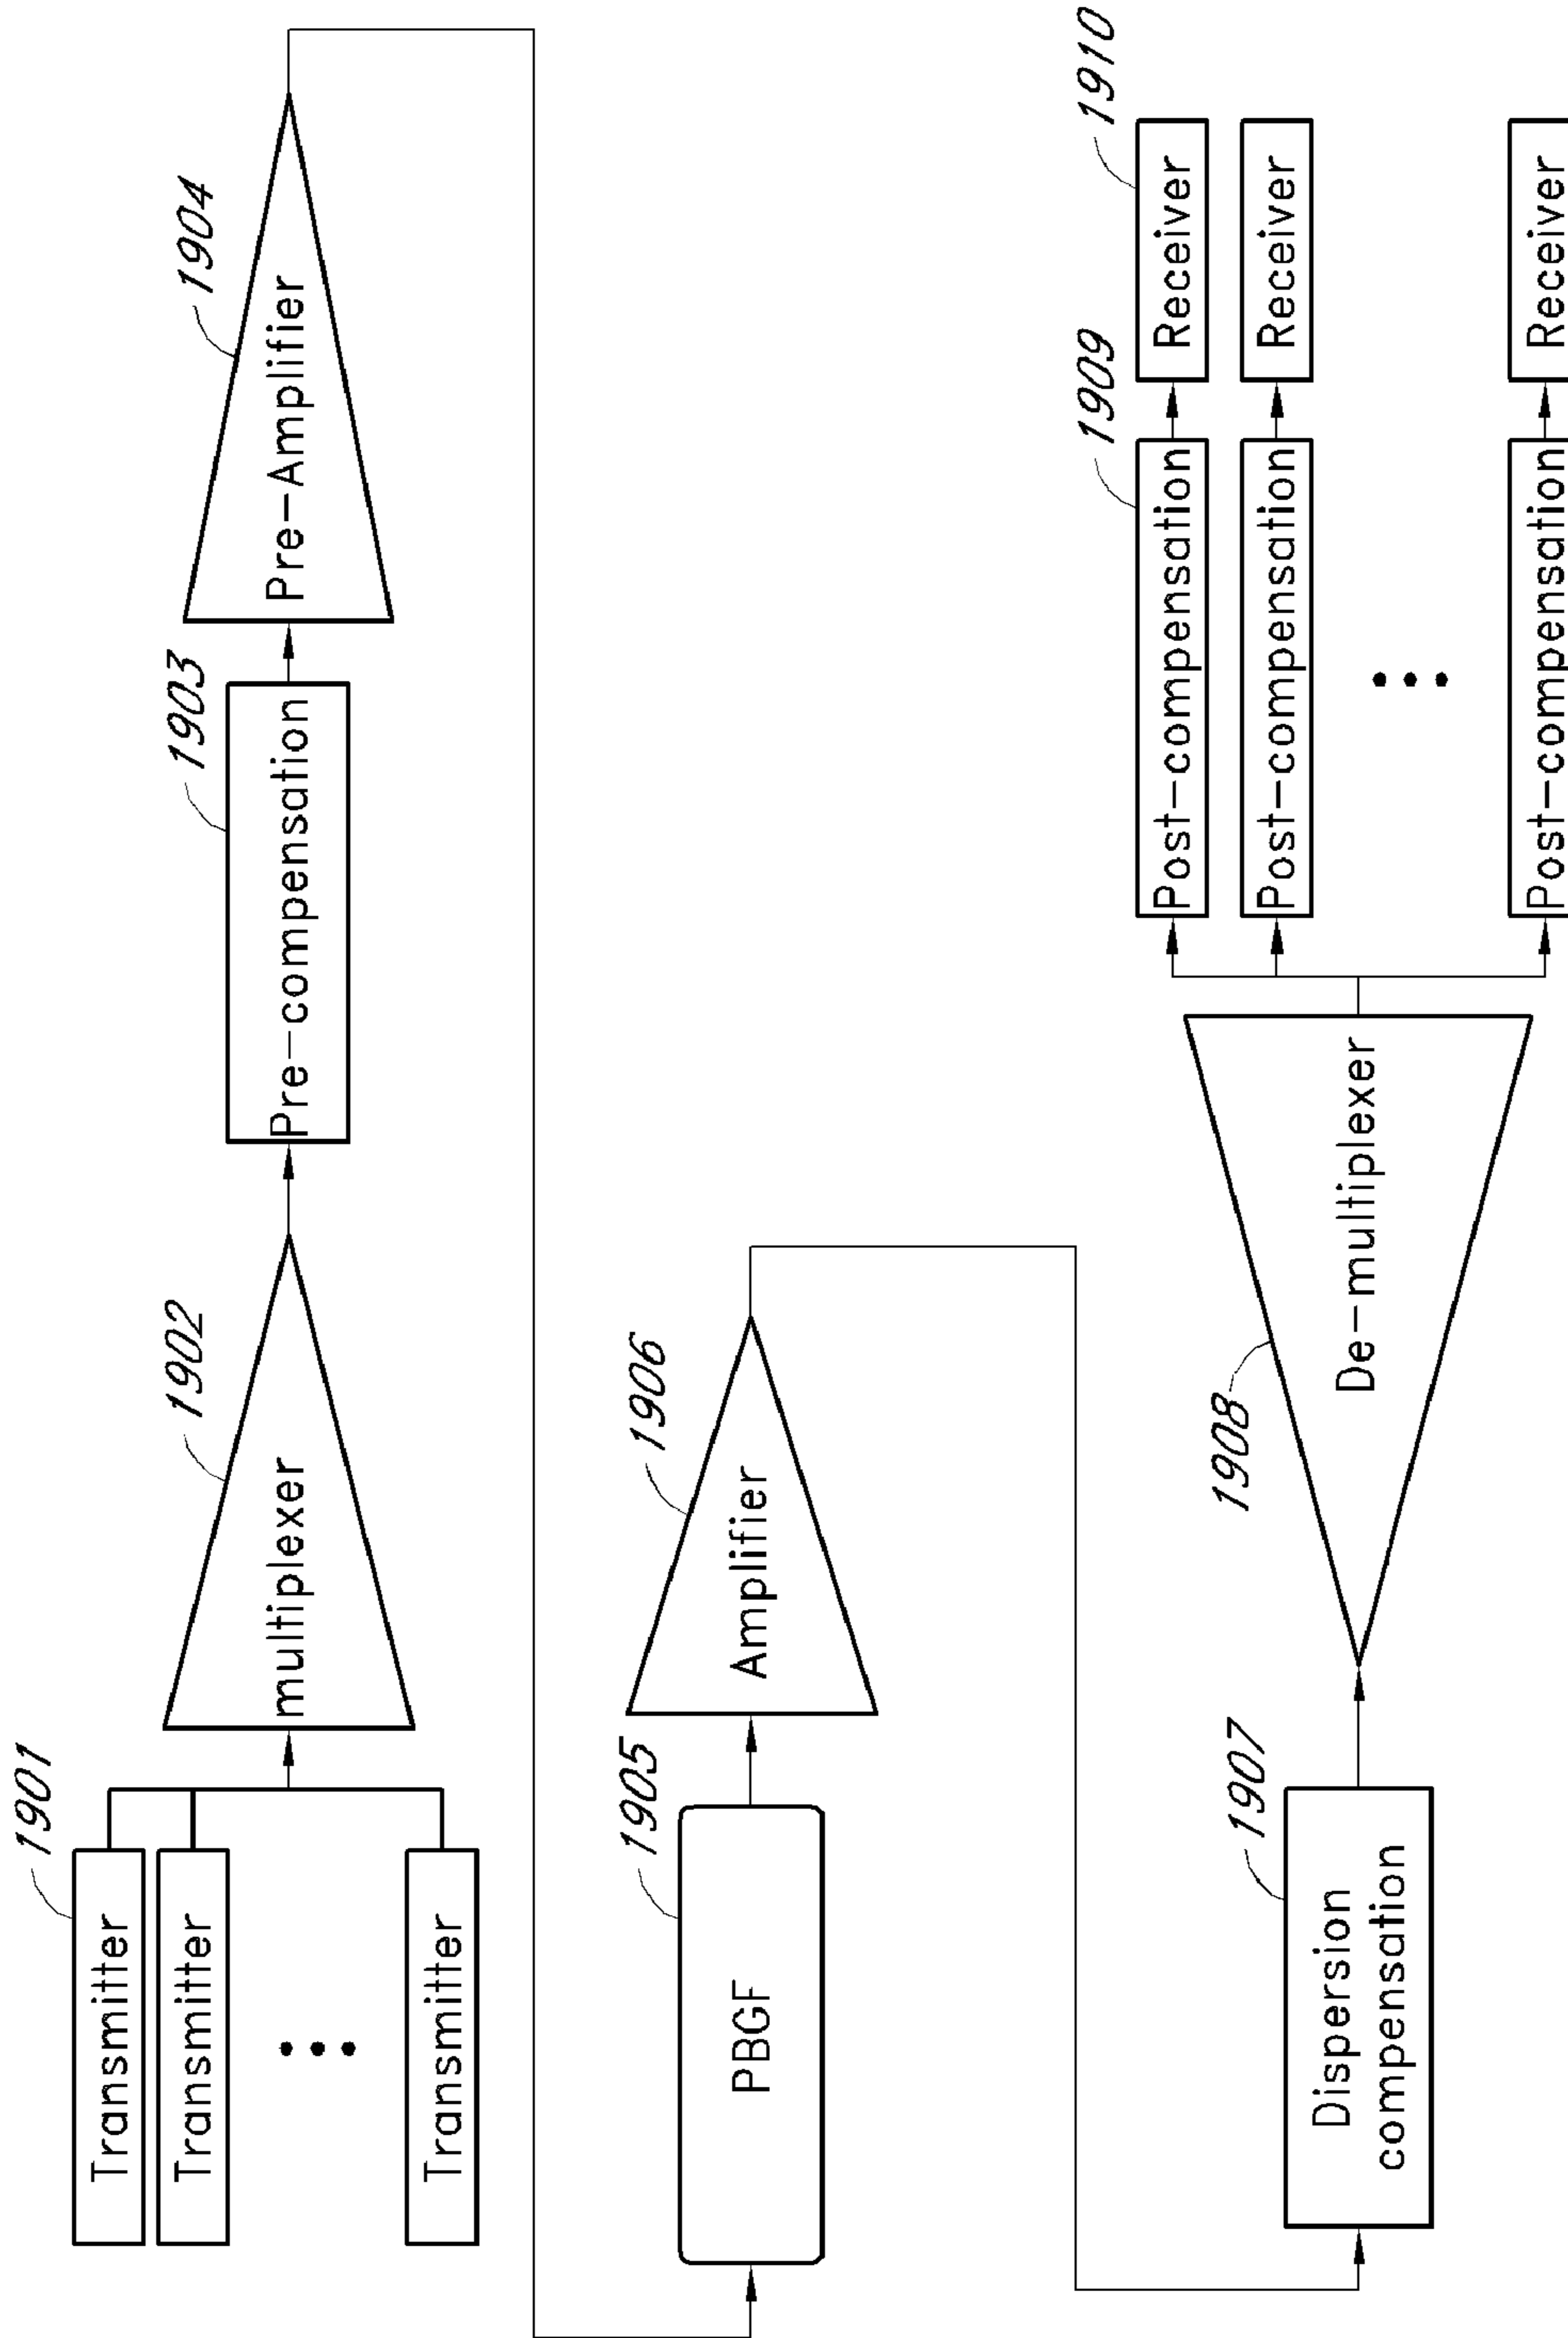 1901
Transmitter
Transmitter
Transmitter
1902
multiplexer
1903
Pre-compensation
1904
Pre-Amplifier
1905
PBGF
1906
Amplifier
1907
Dispersion
compensation
1908
De-multiplexer
1909
Post-compensation
Post-compensation
Post-compensation
1910
Receiver
Receiver
Receiver